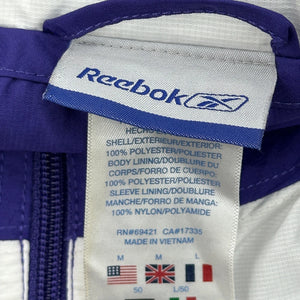 Reebok
HECHO EXTERIOR
SHELL/EXTERIEUR/EXTERIOR:
100% POLYESTER/POLIESTER
BODY LINING/DOUBLURE DU
CORPS/FORRO DE CUERPO:
100% POLYESTER/POLIESTER
SLEEVE LINING/DOUBLURE DE
MANCHE/FORRO DE MANGA:
100% NYLON/POLYAMIDE
RN#69421 CA#17335
MADE IN VIETNAM
M M L
50 L/50
M M L